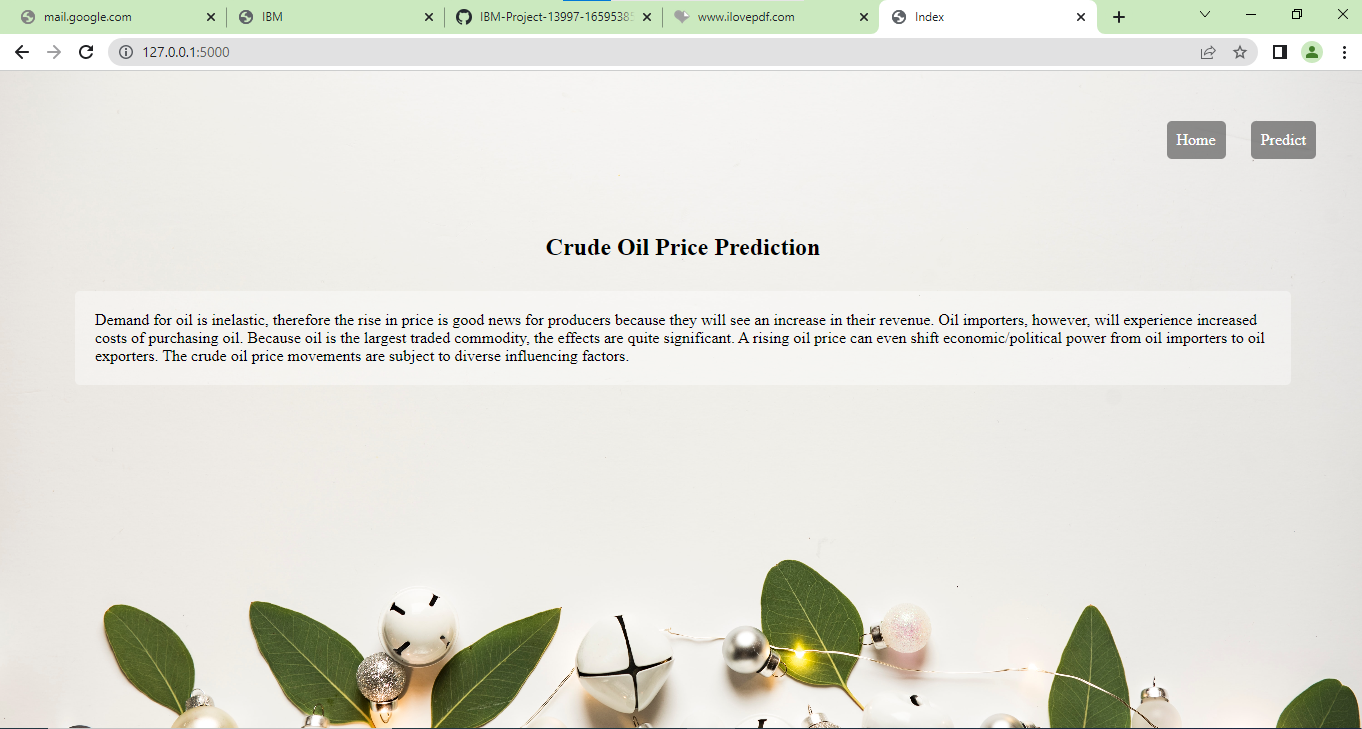 mail.google.com
IBM
IBM-Project-13997-1659538
www.ilovepdf.com
Index
127.0.0.1:5000
Home
Predict
Crude Oil Price Prediction
Demand for oil is inelastic, therefore the rise in price is good news for producers because they will see an increase in their revenue. Oil importers, however, will experience increased
costs of purchasing oil. Because oil is the largest traded commodity, the effects are quite significant. A rising oil price can even shift economic/political power from oil importers to oil
exporters. The crude oil price movements are subject to diverse influencing factors.